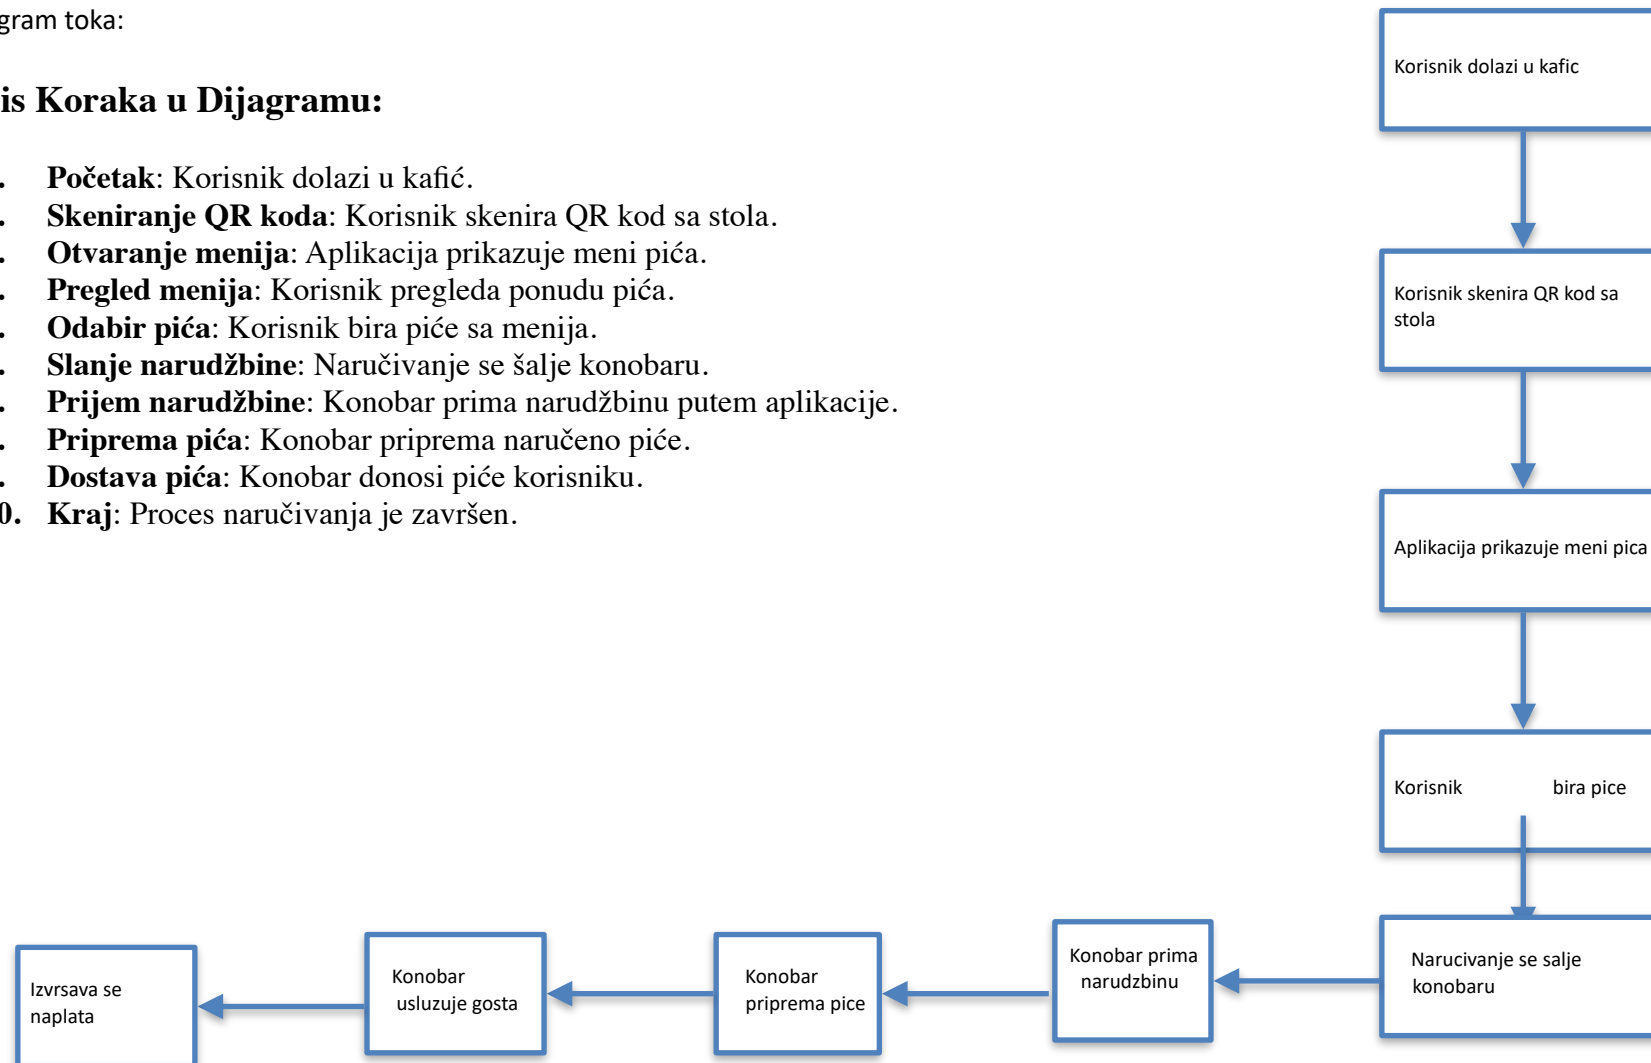 gram toka:
is Koraka u Dijagramu:
. Početak: Korisnik dolazi u kafić.
. Skeniranje QR koda: Korisnik skenira QR kod sa stola.
. Otvaranje menija: Aplikacija prikazuje meni pića.
. Pregled menija: Korisnik pregleda ponudu pića.
. Odabir pića: Korisnik bira piće sa menija.
. Slanje narudžbine: Naručivanje se šalje konobaru.
. Prijem narudžbine: Konobar prima narudžbinu putem aplikacije.
. Priprema pića: Konobar priprema naručeno piće.
. Dostava pića: Konobar donosi piće korisniku.
0. Kraj: Proces naručivanja je završen.
Korisnik dolazi u kafic
Korisnik skenira QR kod sa
stola
Aplikacija prikazuje meni pica
Korisnik bira pice
Narucivanje se salje
konobaru
Konobar prima
narudzbinu
Konobar
priprema pice
Konobar
usluzuje gosta
Izvrsava se
naplata